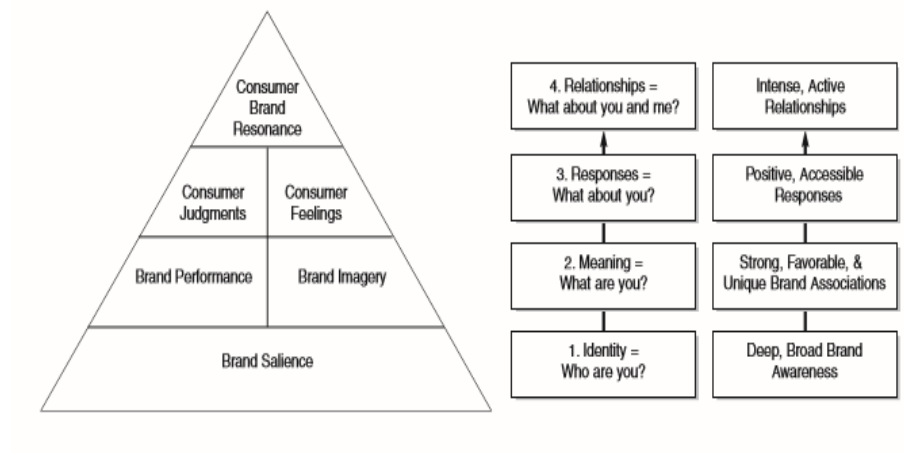 Consumer
Brand
Resonance
Consumer
Judgments
Consumer
Feelings
Brand Performance
Brand Imagery
Brand Salience
4. Relationships =
What about you and me?
3. Responses =
What about you?
2. Meaning =
What are you?
1. Identity =
Who are you?
Intense, Active
Relationships
Positive, Accessible
Responses
Strong, Favorable, &
Unique Brand Associations
Deep, Broad Brand
Awareness